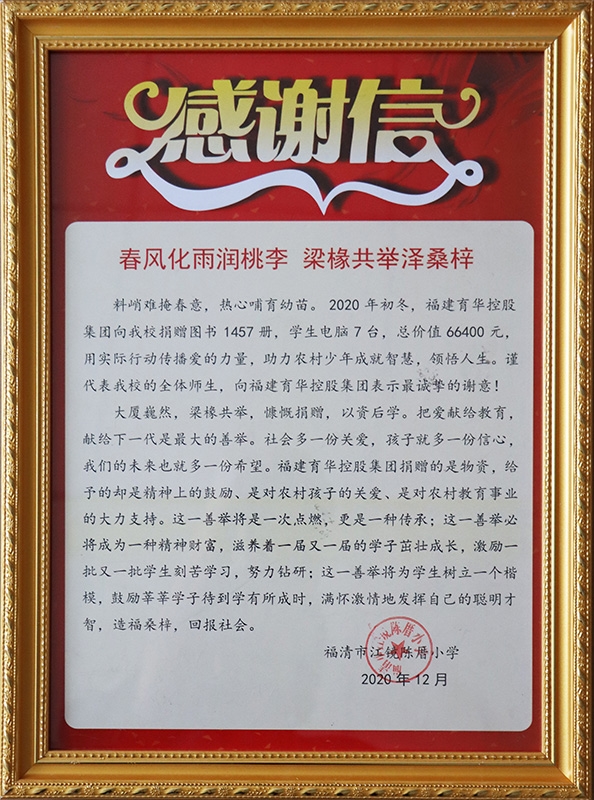 感谢信
春风化雨润桃李 梁椽共举泽桑梓
料峭难掩春意，热心哺育幼苗。2020 年初冬，福建育华控股
集团向我校捐赠图书 1457 册，学生电脑 7 台，总价值 66400 元，
用实际行动传播爱的力量，助力农村少年成就智慧，领悟人生。谨
代表我校的全体师生，向福建育华控股集团表示最诚挚的谢意！
大厦巍然，梁椽共举，慷慨捐赠，以资后学。把爱献给教育，
献给下一代是最大的善举。社会多一份关爱，孩子就多一份信心，
我们的未来也就多一份希望。福建育华控股集团捐赠的是物资，给
予的却是精神上的鼓励、是对农村孩子的关爱、是对农村教育事业
的大力支持。这一善举将是一次点燃，更是一种传承；这一善举必
将成为一种精神财富，滋养着一届又一届的学子茁壮成长，激励一
批又一批学生刻苦学习，努力钻研；这一善举将为学生树立一个楷
模，鼓励莘莘学子待到学有所成时，满怀激情地发挥自己的聪明才
智，造福桑梓，回报社会。
福清市江镜陈厝小学
2020 年 12 月